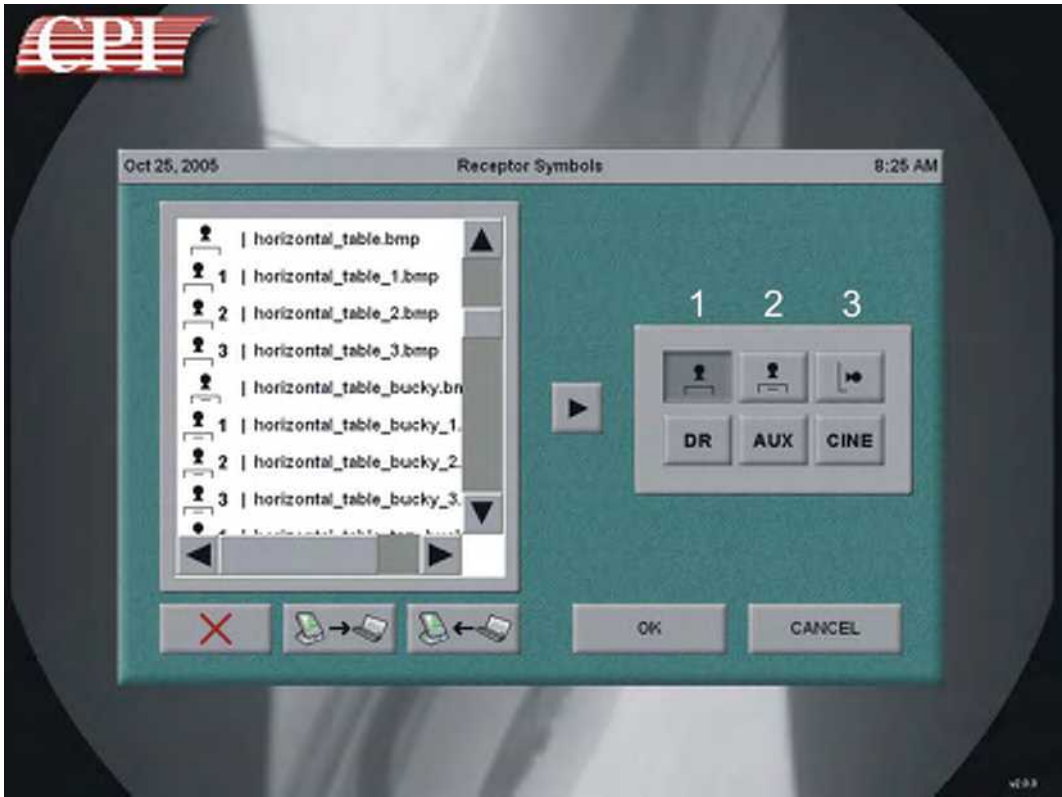 CPI
Oct 25, 2005 Receptor Symbols 8:25 AM
| horizontal_table.bmp
1 | horizontal_table_1.bmp
2 | horizontal_table_2.bmp
3 | horizontal_table_3.bmp
| horizontal_table_bucky.bm
1 | horizontal_table_bucky_1.
2 | horizontal_table_bucky_2.
3 | horizontal_table_bucky_3.
1 2 3
DR AUX CINE
OK CANCEL